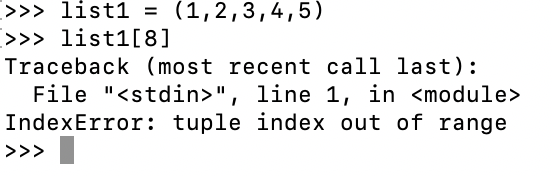 >>> list1 = (1,2,3,4,5)
>>> list1[8]
Traceback (most recent call last):
  File "<stdin>", line 1, in <module>
IndexError: tuple index out of range
>>>